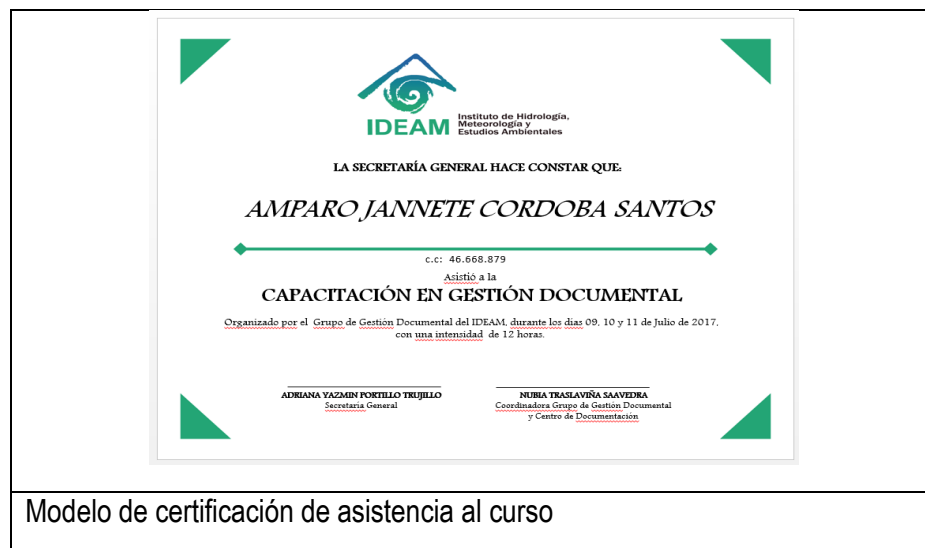 IDEAM
Instituto de Hidrología,
Meteorología y
Estudios Ambientales
LA SECRETARÍA GENERAL HACE CONSTAR QUE:
AMPARO JANNETE CORDOBA SANTOS
c.c: 46.668.879
Asistió a la
CAPACITACIÓN EN GESTIÓN DOCUMENTAL
Organizado por el Grupo de Gestión Documental del IDEAM, durante los dias 09, 10 y 11 de Julio de 2017,
con una intensidad de 12 horas.
ADRIANA YAZMIN PORTILLO TRUJILLO
Secretaria General
NUBIA TRASLAVIÑA SAAVEDRA
Coordinadora Grupo de Gestión Documental
y Centro de Documentación
Modelo de certificación de asistencia al curso